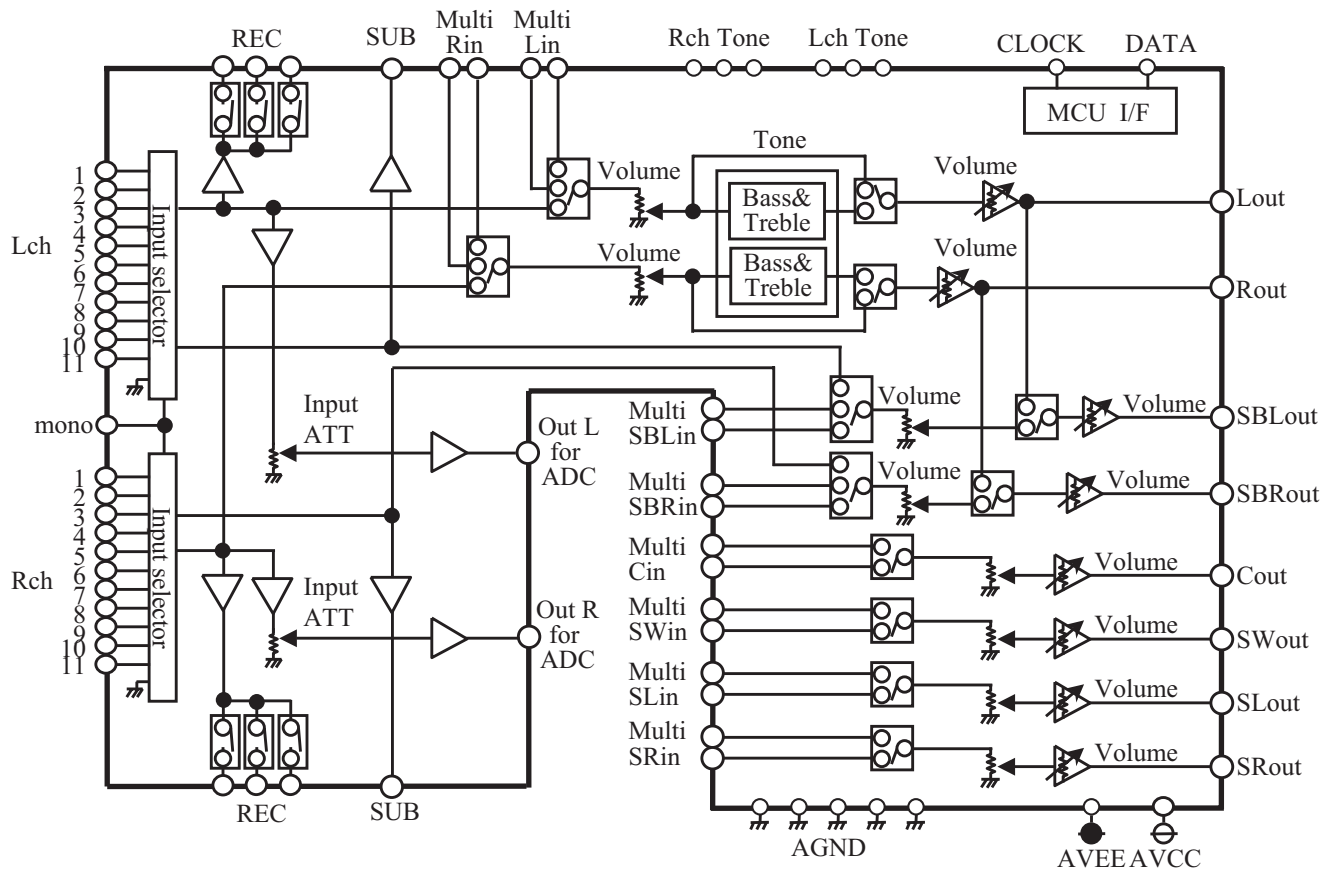 REC
SUB
Multi
Rin
Multi
Lin
Rch Tone
Lch Tone
CLOCK
DATA
MCU I/F
Lch
1
2
3
4
5
6
7
8
9
10
11
Input selector
Tone
Volume
Bass&
Treble
Volume
Lout
Volume
Bass&
Treble
Volume
Rout
mono
Input
ATT
Out L
for
ADC
Multi
SBLin
Volume
Volume
SBLout
Multi
SBRin
Volume
Volume
SBRout
Rch
1
2
3
4
5
6
7
8
9
10
11
Input selector
Input
ATT
Out R
for
ADC
Multi
Cin
Volume
Cout
Multi
SWin
Volume
SWout
Multi
SLin
Volume
SLout
Multi
SRin
Volume
SRout
REC
SUB
AGND
AVEE
AVCC